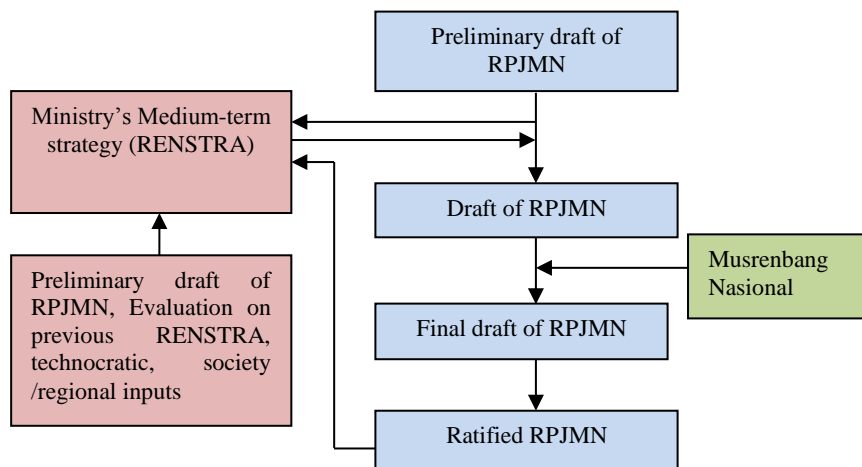 Preliminary draft of
RPJMN
Ministry's Medium-term
strategy (RENSTRA)
Draft of RPJMN
Musrenbang
Nasional
Preliminary draft of
RPJMN, Evaluation on
previous RENSTRA,
technocratic, society
/regional inputs
Final draft of RPJMN
Ratified RPJMN